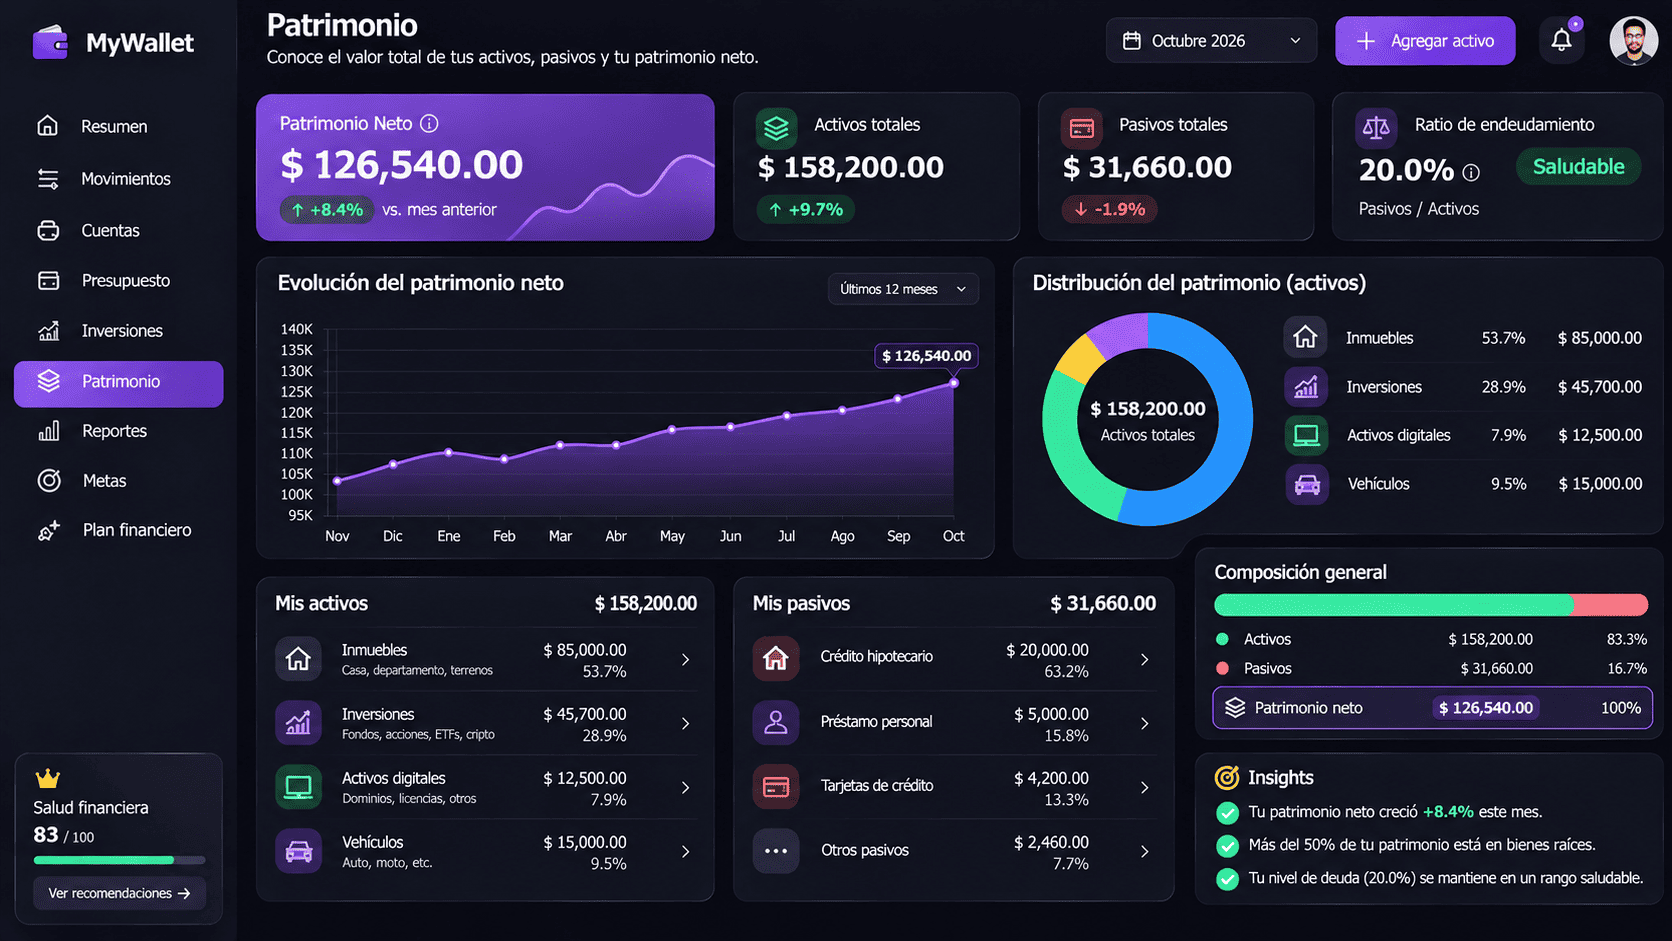 MyWallet
Resumen
Movimientos
Cuentas
Presupuesto
Inversiones
Patrimonio
Reportes
Metas
Plan financiero
Salud financiera
83 / 100
Ver recomendaciones →
Patrimonio
Conoce el valor total de tus activos, pasivos y tu patrimonio neto.
Octubre 2026
+ Agregar activo
Patrimonio Neto
$ 126,540.00
↑ +8.4% vs. mes anterior
Activos totales
$ 158,200.00
↑ +9.7%
Pasivos totales
$ 31,660.00
↓ -1.9%
Ratio de endeudamiento
20.0% Saludable
Pasivos / Activos
Evolución del patrimonio neto
Últimos 12 meses
140K
135K
130K
125K
120K
115K
110K
105K
100K
95K
$ 126,540.00
Nov Dic Ene Feb Mar Abr May Jun Jul Ago Sep Oct
Distribución del patrimonio (activos)
$ 158,200.00
Activos totales
Inmuebles 53.7% $ 85,000.00
Inversiones 28.9% $ 45,700.00
Activos digitales 7.9% $ 12,500.00
Vehículos 9.5% $ 15,000.00
Mis activos $ 158,200.00
Inmuebles $ 85,000.00
Casa, departamento, terrenos 53.7%
Inversiones $ 45,700.00
Fondos, acciones, ETFs, cripto 28.9%
Activos digitales $ 12,500.00
Dominios, licencias, otros 7.9%
Vehículos $ 15,000.00
Auto, moto, etc. 9.5%
Mis pasivos $ 31,660.00
Crédito hipotecario $ 20,000.00
63.2%
Préstamo personal $ 5,000.00
15.8%
Tarjetas de crédito $ 4,200.00
13.3%
Otros pasivos $ 2,460.00
7.7%
Composición general
Activos $ 158,200.00 83.3%
Pasivos $ 31,660.00 16.7%
Patrimonio neto $ 126,540.00 100%
Insights
Tu patrimonio neto creció +8.4% este mes.
Más del 50% de tu patrimonio está en bienes raíces.
Tu nivel de deuda (20.0%) se mantiene en un rango saludable.